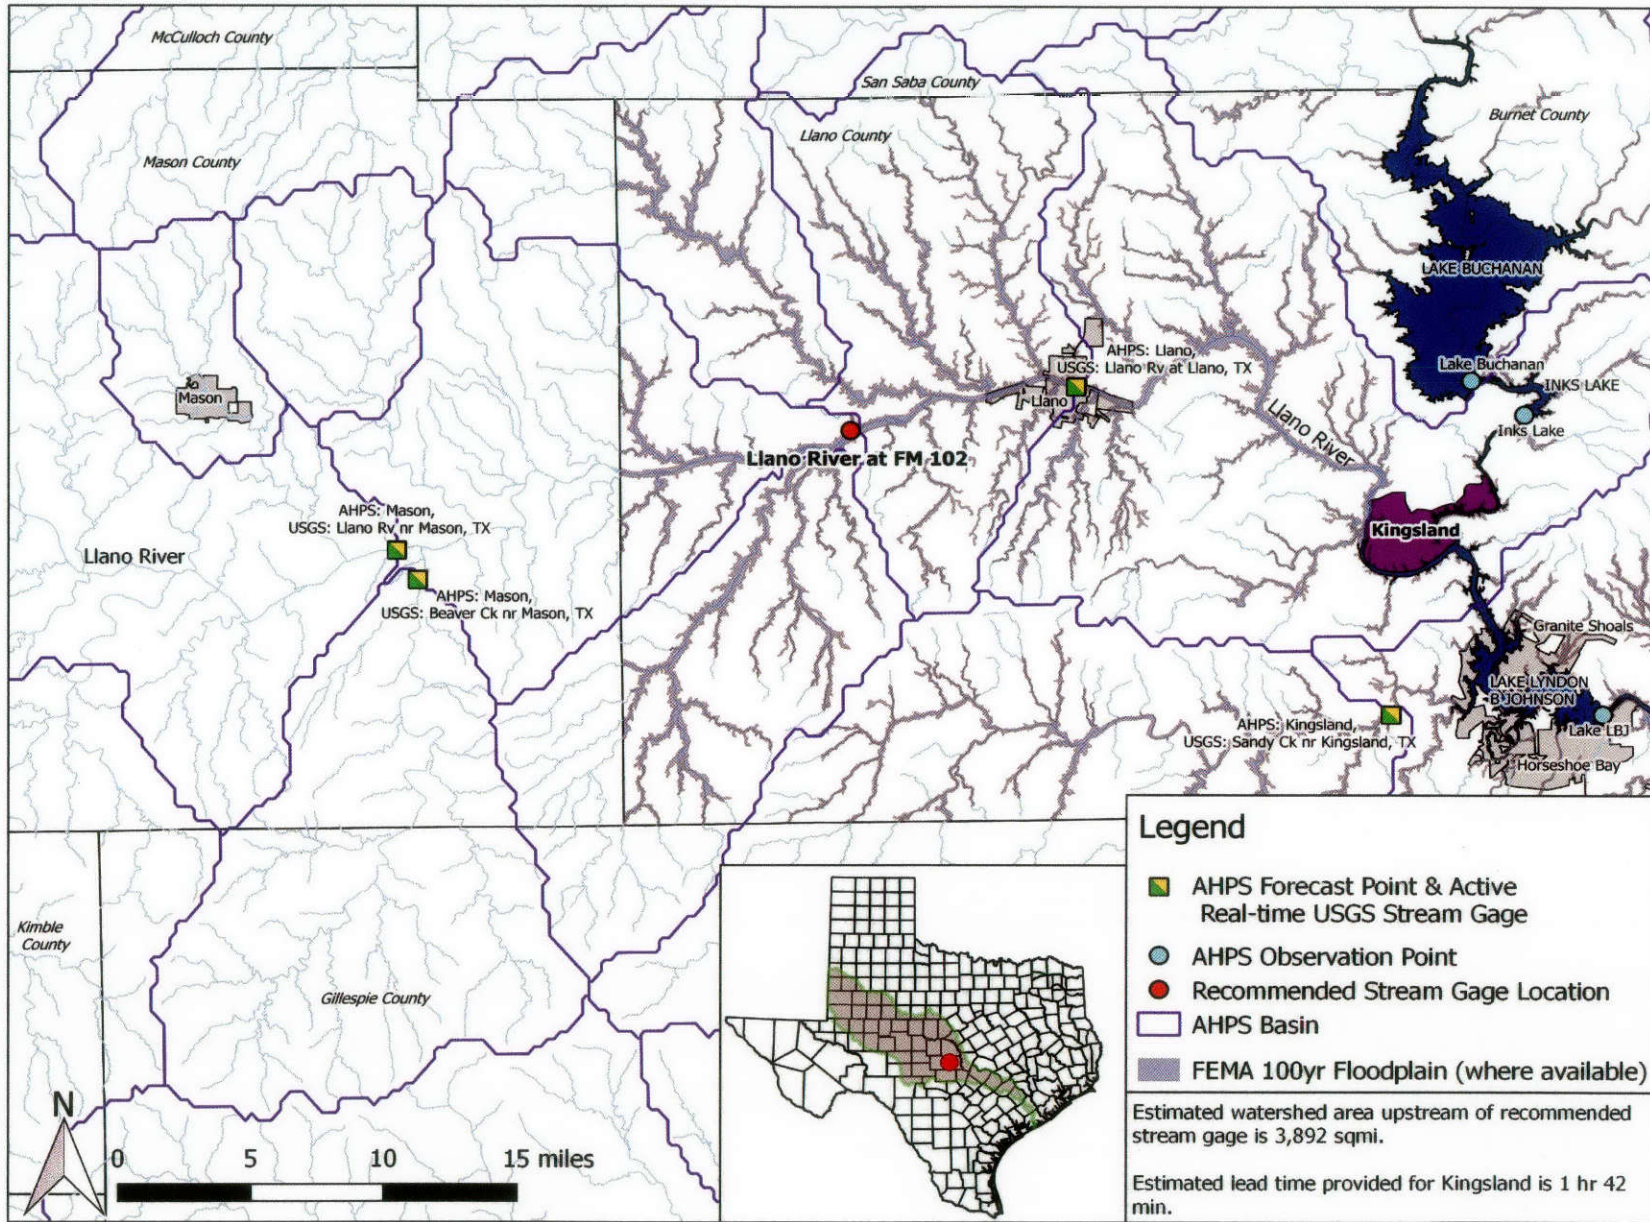 McCulloch County
San Saba County
Burnet County
Llano County
Mason County
LAKE BUCHANAN
AHPS: Llano,
USGS: Llano Rv at Llano, TX
Lake Buchanan
INKS LAKE
Mason
Llano
Llano River
Inks Lake
Llano River at FM 102
AHPS: Mason,
USGS: Llano Rv nr Mason, TX
Kingsland
Llano River
AHPS: Mason,
USGS: Beaver Ck nr Mason, TX
Granite Shoals
LAKE LYNDON
B JOHNSON
AHPS: Kingsland,
USGS: Sandy Ck nr Kingsland, TX
Lake LBJ
Horseshoe Bay
Legend
AHPS Forecast Point & Active
Real-time USGS Stream Gage
AHPS Observation Point
Recommended Stream Gage Location
AHPS Basin
FEMA 100yr Floodplain (where available)
Kimble
County
Gillespie County
Estimated watershed area upstream of recommended
stream gage is 3,892 sqmi.
Estimated lead time provided for Kingsland is 1 hr 42
min.
N
0 5 10 15 miles